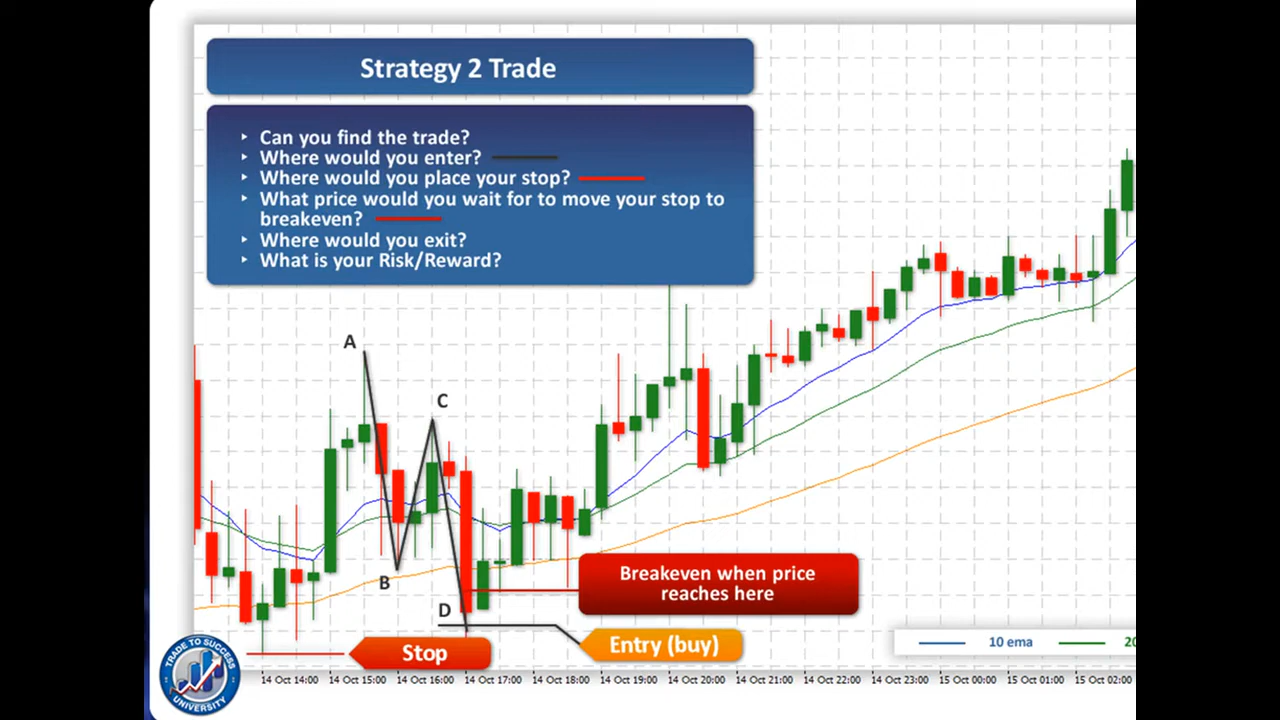 Strategy 2 Trade
Can you find the trade?
Where would you enter?
Where would you place your stop?
What price would you wait for to move your stop to
breakeven?
Where would you exit?
What is your Risk/Reward?
A
C
B
D
Breakeven when price
reaches here
Entry (buy)
Stop
10 ema
20
TRADE TO SUCCESS
UNIVERSITY
14 Oct 14:00
14 Oct 15:00
14 Oct 16:00
14 Oct 17:00
14 Oct 18:00
14 Oct 19:00
14 Oct 20:00
14 Oct 21:00
14 Oct 22:00
14 Oct 23:00
15 Oct 00:00
15 Oct 01:00
15 Oct 02:00